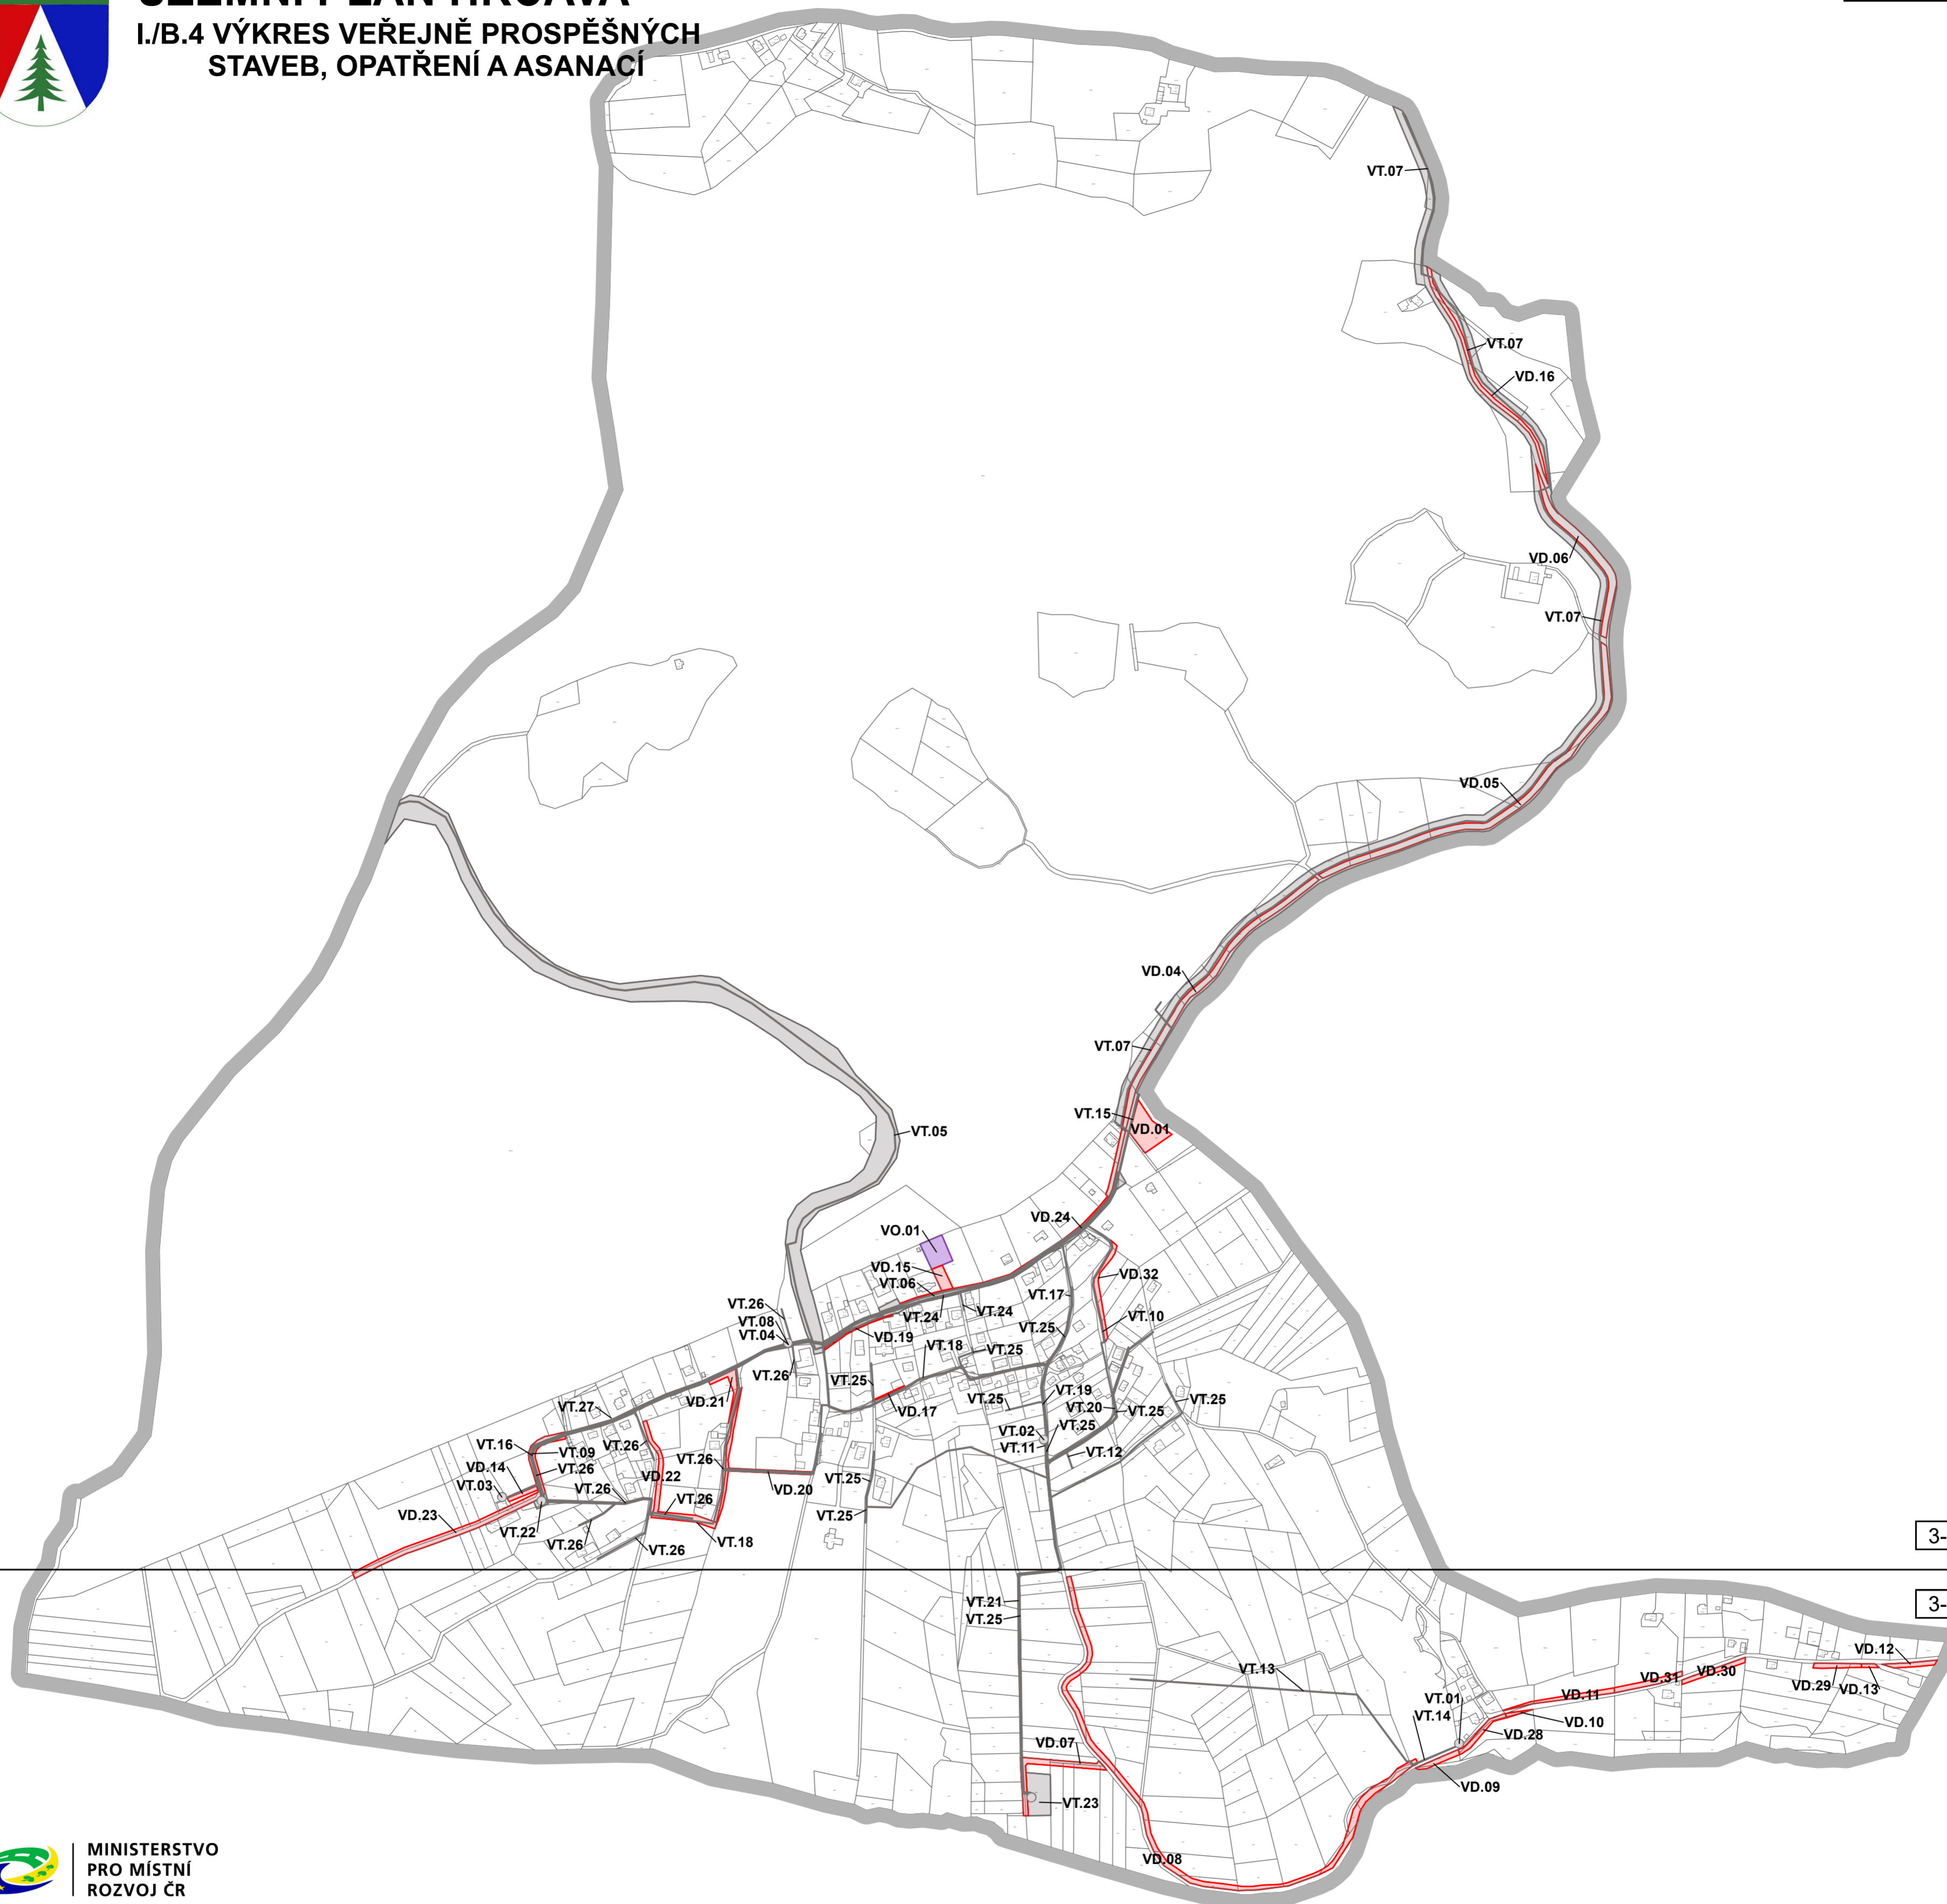 I./B.4 VÝKRES VEŘEJNĚ PROSPĚŠNÝCH
STAVEB, OPATŘENÍ A ASANACÍ
VT.07
VT.07
VD.16
VD.06
VT.07
VD.05
VD.04
VT.07
VT.15
VD.01
VT.05
VD.24
VO.01
VD.15
VT.06
VD.32
VT.17
VT.26
VT.24
VT.24
VT.10
VT.08
VT.04
VD.19
VT.25
VT.18
VT.25
VT.26
VT.25
VD.21
VT.19
VT.25
VT.25
VT.27
VD.17
VT.20
VT.25
VT.25
VT.02
VT.16
VT.26
VT.11
VT.09
VT.12
VD.14
VT.26
VT.26
VD.22
VT.25
VT.03
VT.26
VD.20
VT.26
VD.23
VT.25
VT.22
VT.26
VT.18
VT.26
3-
VT.21
3-
VT.25
VD.12
VT.13
VD.31
VD.30
VD.29
VD.13
VT.01
VD.11
VT.14
VD.10
VD.28
VD.07
VD.09
VT.23
VD.08
MINISTERSTVO
PRO MÍSTNÍ
ROZVOJ ČR